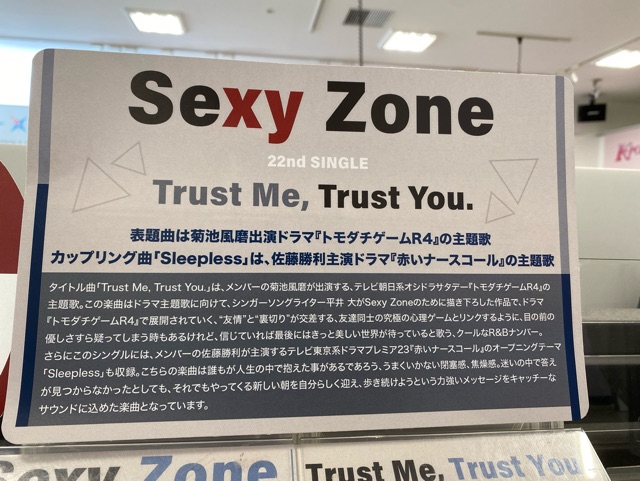 Sexy Zone
22nd SINGLE
Trust Me, Trust You.
表題曲は菊池風磨出演ドラマ『トモダチゲームR4』の主題歌
カップリング曲「Sleepless」は、佐藤勝利主演ドラマ『赤いナースコール』の主題歌
タイトル曲「Trust Me, Trust You.」は、メンバーの菊池風磨が出演する、テレビ朝日系オシドラサタデー『トモダチゲームR4』の
主題歌。この楽曲はドラマ主題歌に向けて、シンガーソングライター平井 大がSexy Zoneのために描き下ろした作品で、ドラマ
『トモダチゲームR4』で展開されていく、“友情”と“裏切り”が交差する、友達同士の究極の心理ゲームとリンクするように、目の前の
優しさすら疑ってしまう時もあるけれど、信じていれば最後にはきっと美しい世界が待っていると歌う、クールなR&Bナンバー。
さらにこのシングルには、メンバーの佐藤勝利が主演するテレビ東京系ドラマプレミア23『赤いナースコール』のオープニングテーマ
「Sleepless」も収録。こちらの楽曲は誰もが人生の中で抱えた事があるであろう、うまくいかない閉塞感、焦燥感。迷いの中で答え
が見つからなかったとしても、それでもやってくる新しい朝を自分らしく迎え、歩き続けようという力強いメッセージをキャッチーな
サウンドに込めた楽曲となっています。
Sexy Zone
Trust Me, Trust You